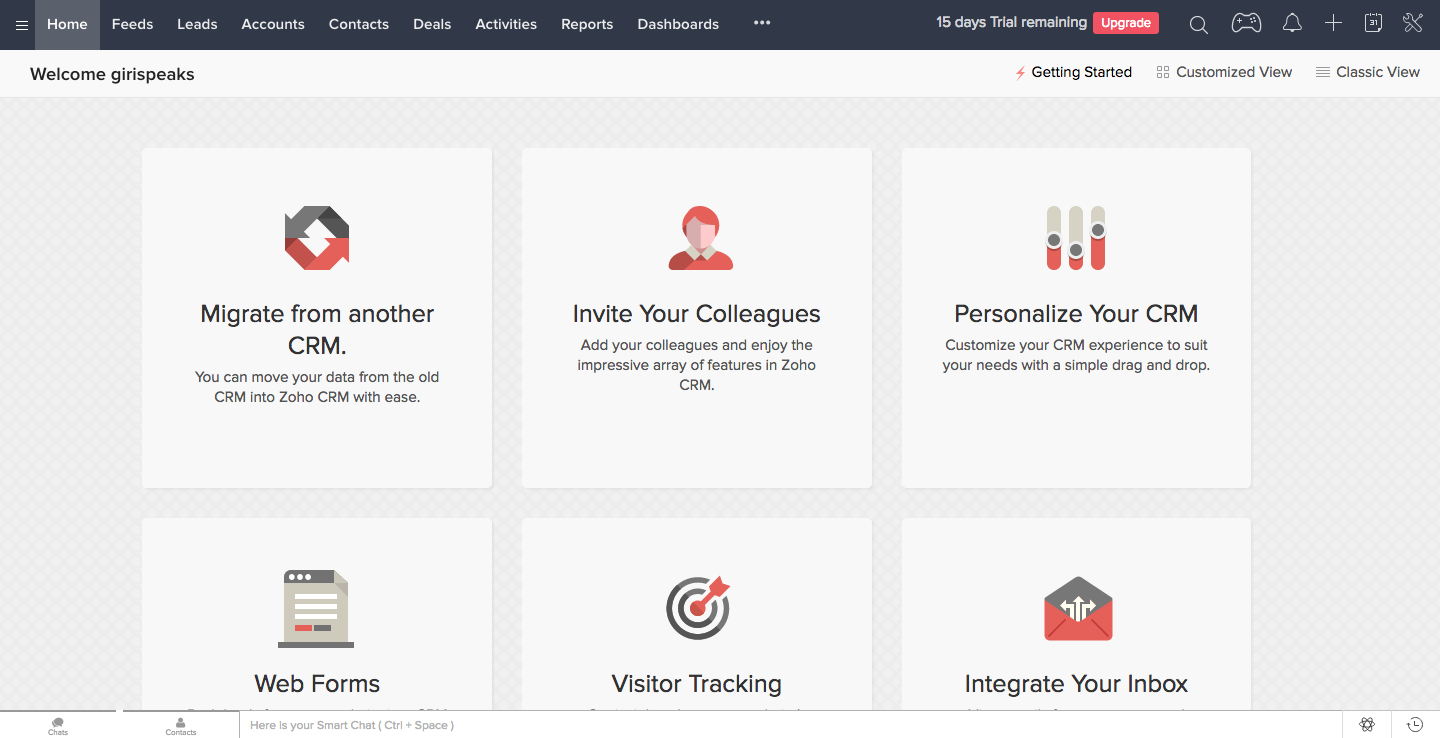 Home Feeds Leads Accounts Contacts Deals Activities Reports Dashboards ••• 15 days Trial remaining Upgrade 31
Welcome girispeaks Getting Started Customized View Classic View
Migrate from another
CRM.
You can move your data from the old
CRM into Zoho CRM with ease.
Invite Your Colleagues
Add your colleagues and enjoy the
impressive array of features in Zoho
CRM.
Personalize Your CRM
Customize your CRM experience to suit
your needs with a simple drag and drop.
Web Forms
Visitor Tracking
Integrate Your Inbox
Chats
Contacts
Here is your Smart Chat ( Ctrl + Space )